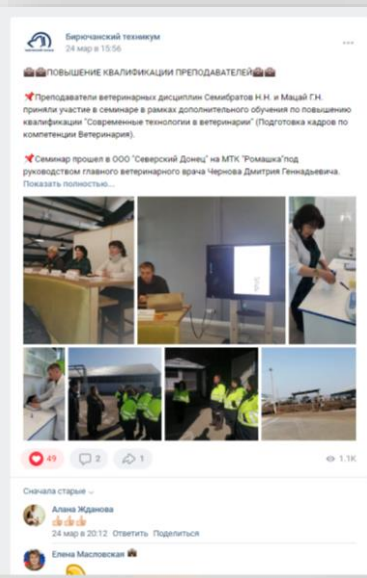 Бирючанский техникум
24 мар в 15:56
ПОВЫШЕНИЕ КВАЛИФИКАЦИИ ПРЕПОДАВАТЕЛЕЙ
Преподаватели ветеринарных дисциплин Семибратов Н.Н. и Мацай Г.Н.
приняли участие в семинаре в рамках дополнительного обучения по повышению
квалификации "Современные технологии в ветеринарии" (Подготовка кадров по
компетенции Ветеринария).
Семинар прошел в ООО "Северский Донец" на МТК "Ромашка"под
руководством главного ветеринарного врача Чернова Дмитрия Геннадьевича.
Показать полностью...
49 2 1 1.1K
Сначала старые
Алана Жданова
24 мар в 20:12 Ответить Поделиться
Елена Масловская